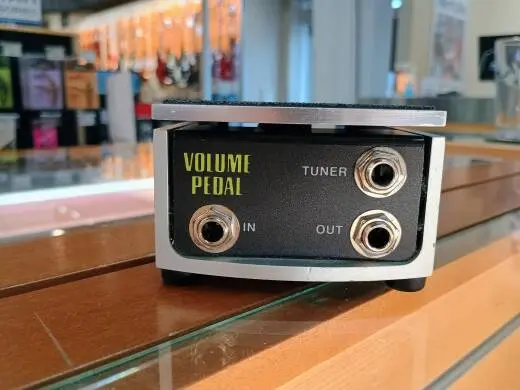 VOLUME
PEDAL
TUNER
IN
OUT